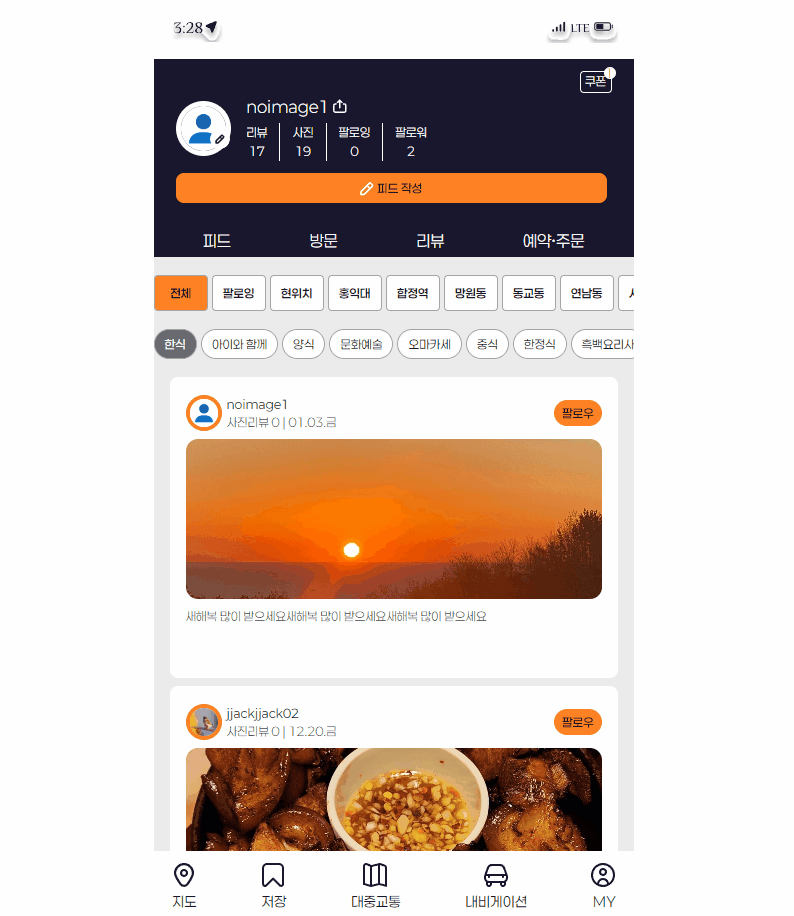 3:28 LTE
쿠폰
noimage1
리뷰 사진 팔로잉 팔로워
17 19 0 2
피드 작성
피드 방문 리뷰 예약·주문
전체 팔로잉 현위치 홍익대 합정역 망원동 동교동 연남동
한식 아이와 함께 양식 문화예술 오마카세 중식 한정식 흑백요리사
noimage1
사진리뷰 0 | 01.03.금
팔로우
새해복 많이 받으세요새해복 많이 받으세요새해복 많이 받으세요
jjackjjack02
사진리뷰 0 | 12.20.금
팔로우
지도 저장 대중교통 내비게이션 MY